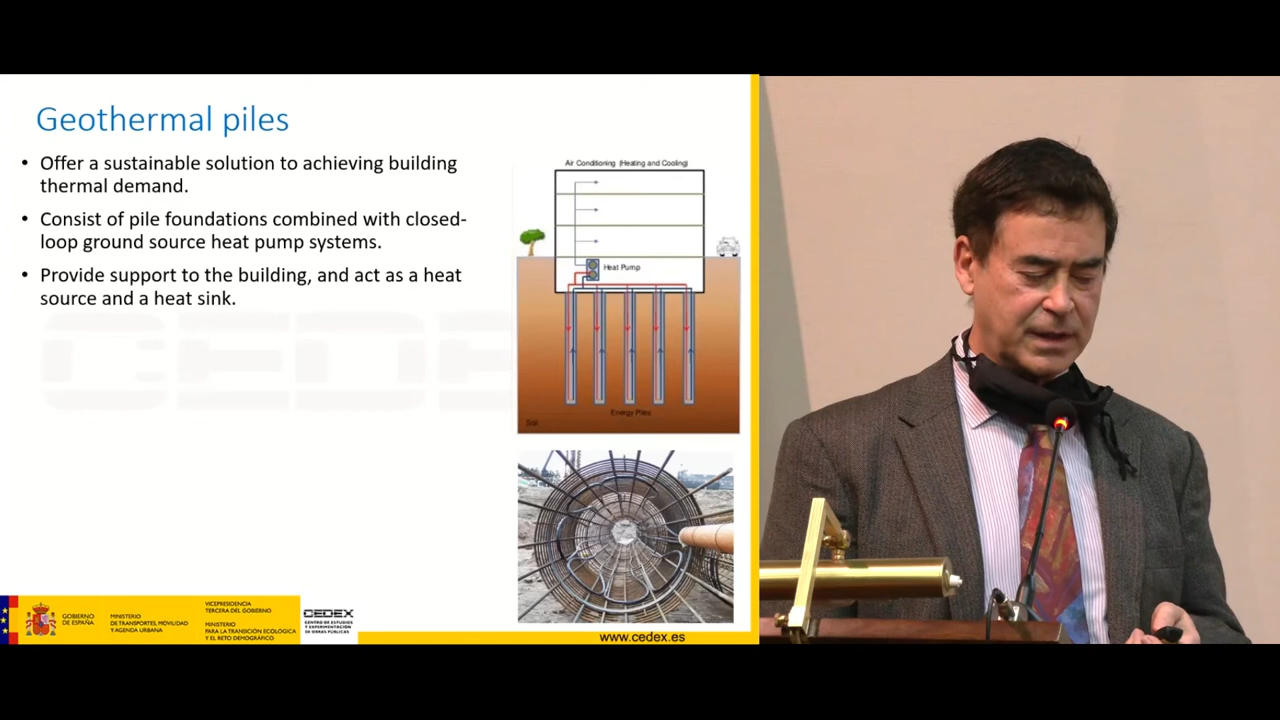 Geothermal piles
• Offer a sustainable solution to achieving building
thermal demand.
• Consist of pile foundations combined with closed-
loop ground source heat pump systems.
• Provide support to the building, and act as a heat
source and a heat sink.
Air Conditioning (Heating and Cooling)
Heat Pump
Energy Piles
Soil
CEDEX
GOBIERNO
DE ESPAÑA
MINISTERIO
DE TRANSPORTES, MOVILIDAD
Y AGENDA URBANA
VICEPRESIDENCIA
TERCERA DEL GOBIERNO
MINISTERIO
PARA LA TRANSICIÓN ECOLÓGICA
Y EL RETO DEMOGRÁFICO
CEDEX
CENTRO DE ESTUDIOS
Y EXPERIMENTACIÓN
DE OBRAS PÚBLICAS
www.cedex.es